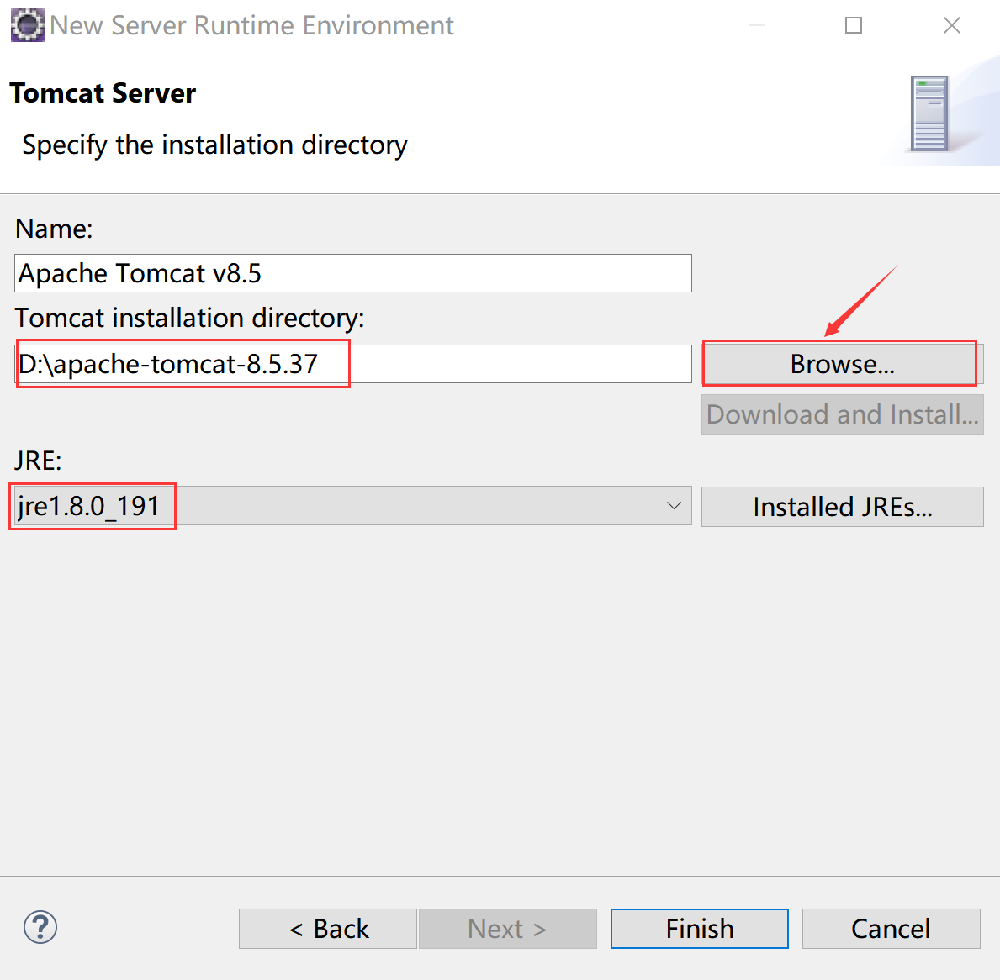 New Server Runtime Environment
Tomcat Server
Specify the installation directory
Name:
Apache Tomcat v8.5
Tomcat installation directory:
D:\apache-tomcat-8.5.37
Browse...
Download and Install...
JRE:
jre1.8.0_191
Installed JREs...
?
< Back
Next >
Finish
Cancel